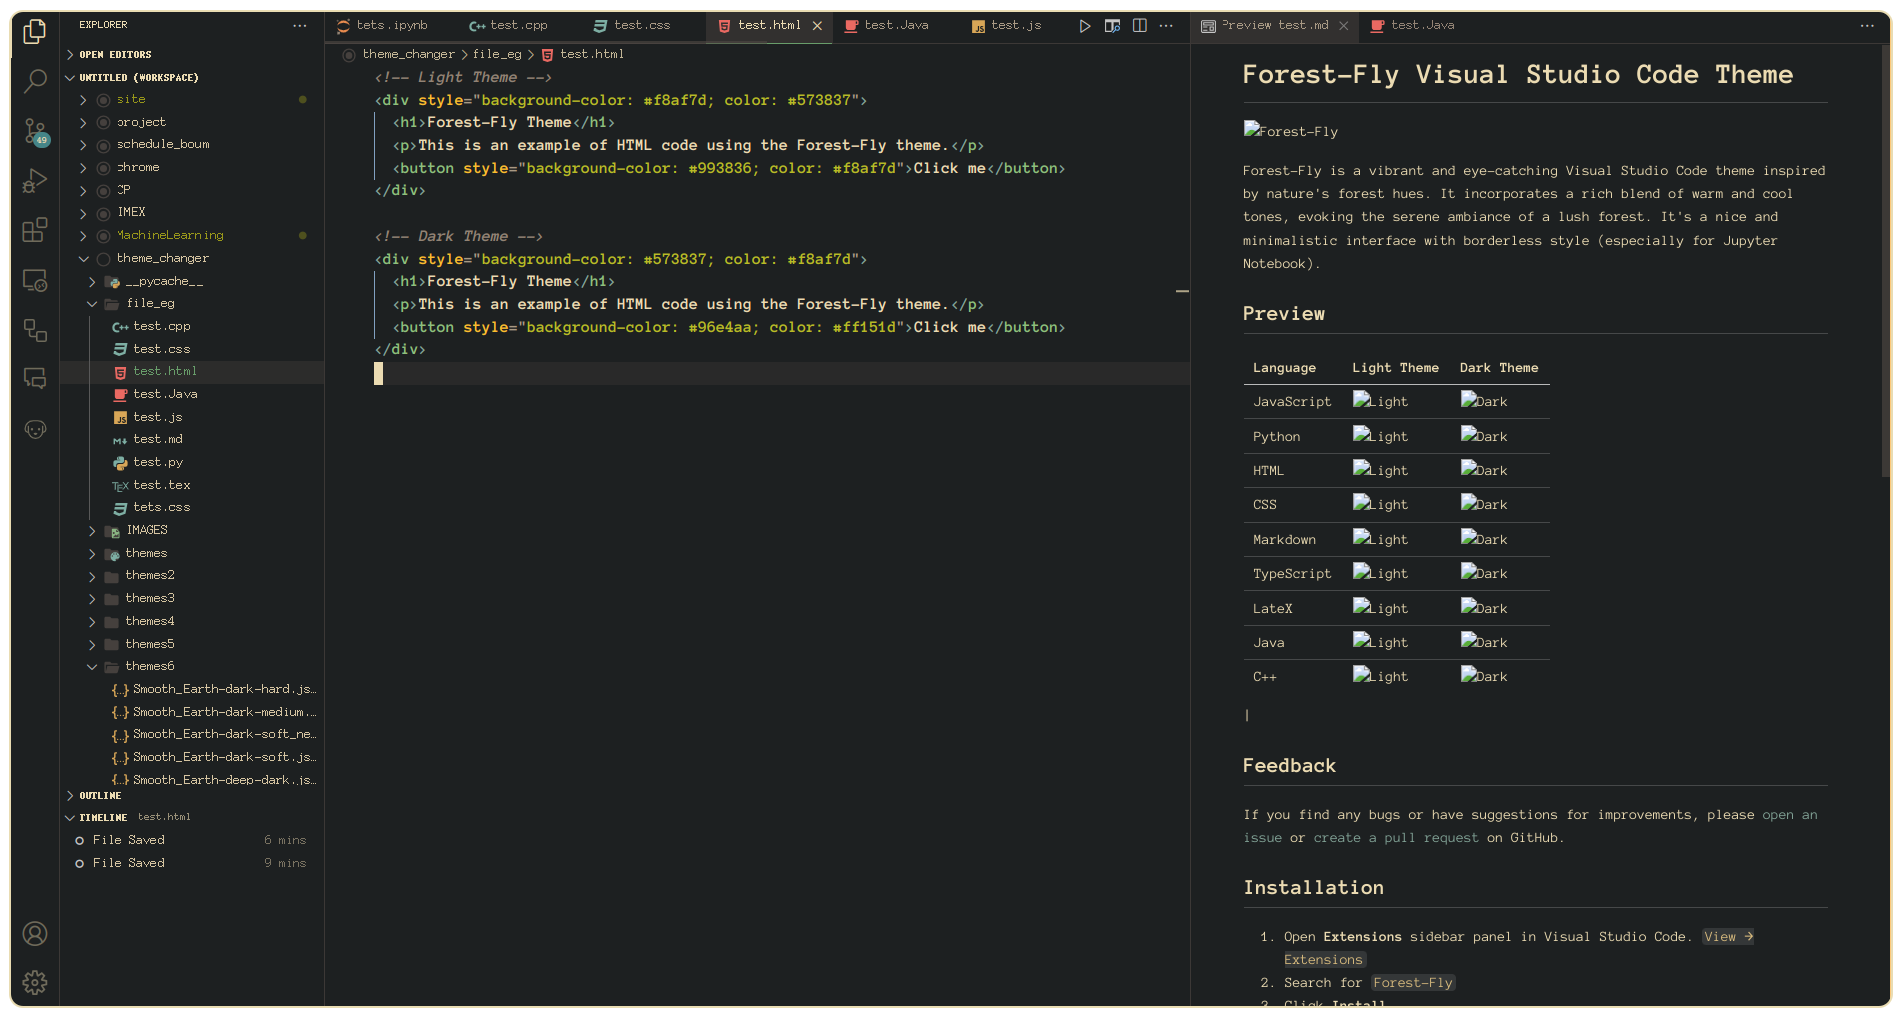 EXPLORER
OPEN EDITORS
UNTITLED (WORKSPACE)
site
project
schedule_boum
chrome
CP
IMEX
MachineLearning
theme_changer
__pycache__
file_eg
test.cpp
test.css
test.html
test.Java
test.js
test.md
test.py
test.tex
tets.css
IMAGES
themes
themes2
themes3
themes4
themes5
themes6
Smooth_Earth-dark-hard.js…
Smooth_Earth-dark-medium.…
Smooth_Earth-dark-soft_ne…
Smooth_Earth-dark-soft.js…
Smooth_Earth-deep-dark.js…
OUTLINE
TIMELINE test.html
File Saved 6 mins
File Saved 9 mins
49
tets.ipynb test.cpp test.css test.html test.Java test.js
theme_changer > file_eg > test.html
<!-- Light Theme -->
<div style="background-color: #f8af7d; color: #573837">
<h1>Forest-Fly Theme</h1>
<p>This is an example of HTML code using the Forest-Fly theme.</p>
<button style="background-color: #993836; color: #f8af7d">Click me</button>
</div>
<!-- Dark Theme -->
<div style="background-color: #573837; color: #f8af7d">
<h1>Forest-Fly Theme</h1>
<p>This is an example of HTML code using the Forest-Fly theme.</p>
<button style="background-color: #96e4aa; color: #ff151d">Click me</button>
</div>
Preview test.md test.Java
Forest-Fly Visual Studio Code Theme
Forest-Fly
Forest-Fly is a vibrant and eye-catching Visual Studio Code theme inspired
by nature's forest hues. It incorporates a rich blend of warm and cool
tones, evoking the serene ambiance of a lush forest. It's a nice and
minimalistic interface with borderless style (especially for Jupyter
Notebook).
Preview
Language Light Theme Dark Theme
JavaScript Light Dark
Python Light Dark
HTML Light Dark
CSS Light Dark
Markdown Light Dark
TypeScript Light Dark
LateX Light Dark
Java Light Dark
C++ Light Dark
|
Feedback
If you find any bugs or have suggestions for improvements, please open an
issue or create a pull request on GitHub.
Installation
1. Open Extensions sidebar panel in Visual Studio Code. View →
Extensions
2. Search for Forest-Fly
3. Click Install